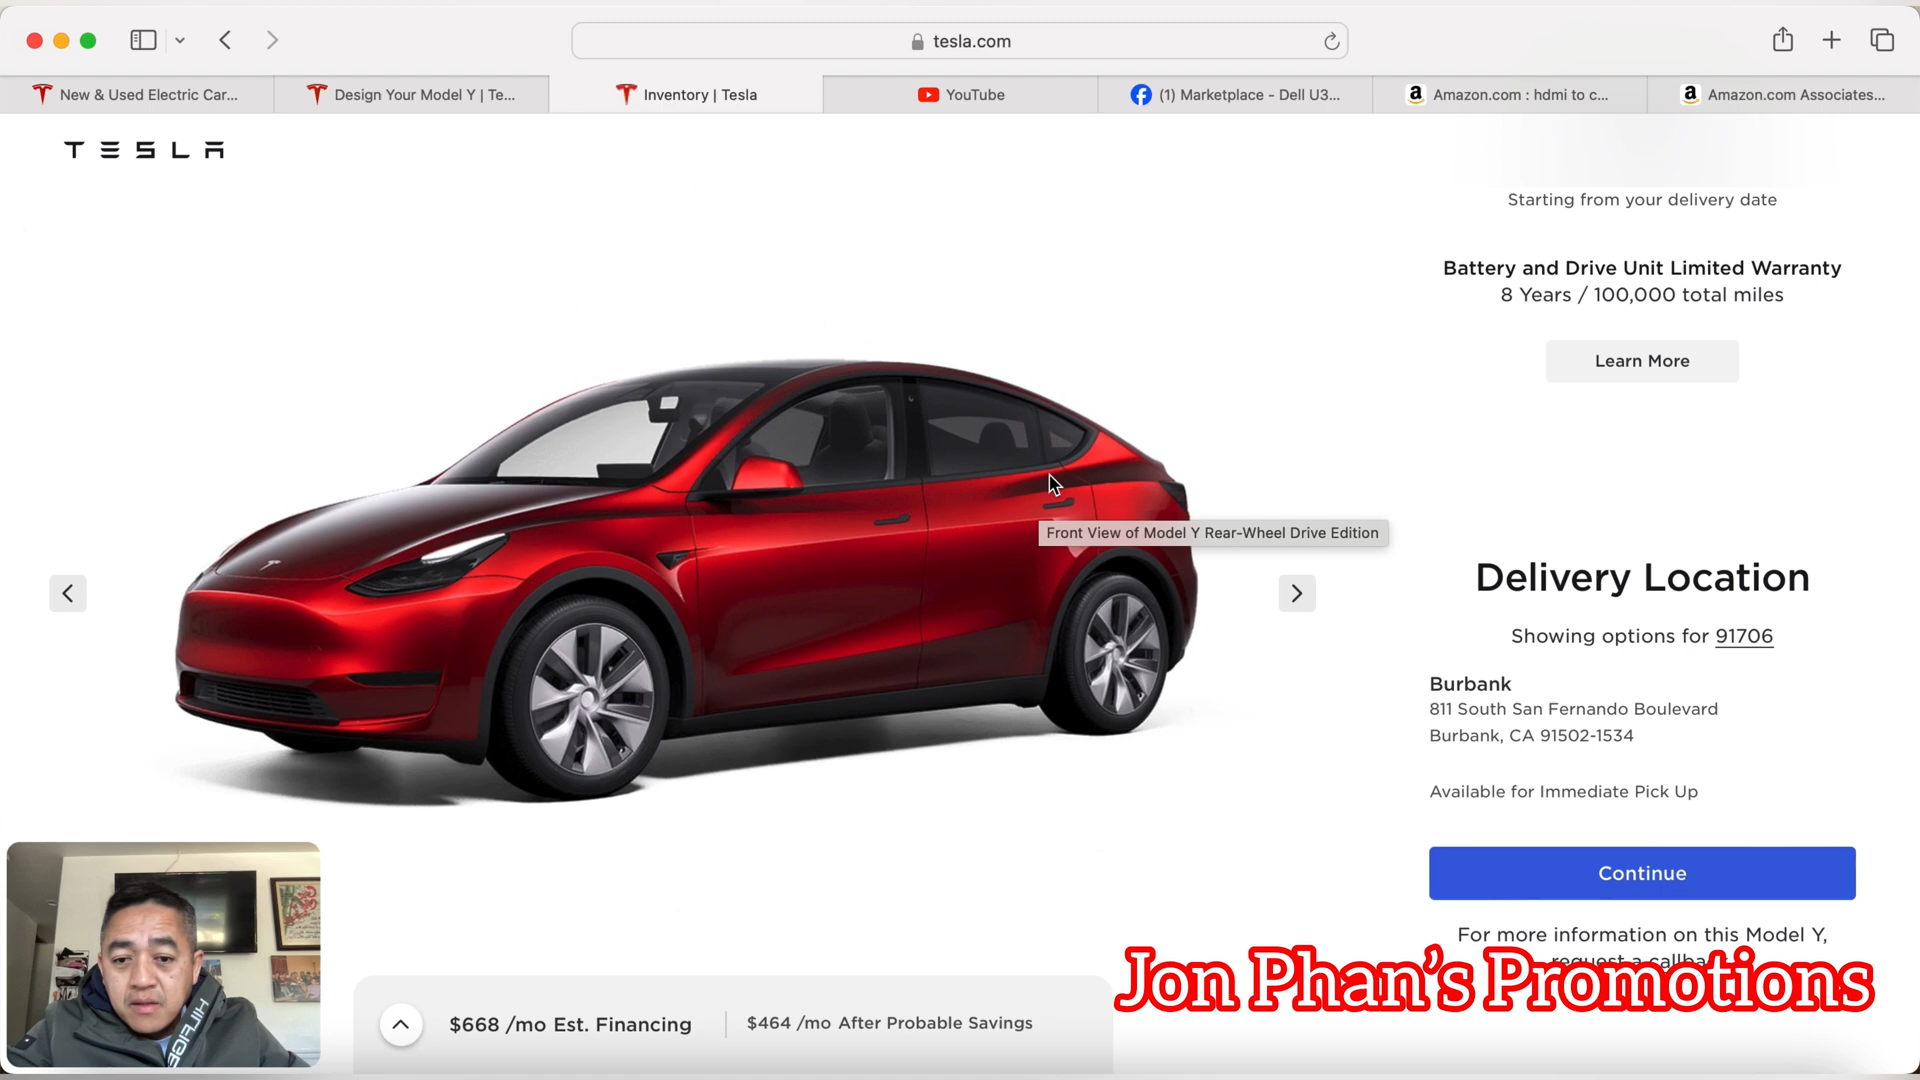 tesla.com
New & Used Electric Car...
Design Your Model Y | Te...
Inventory | Tesla
YouTube
(1) Marketplace - Dell U3...
Amazon.com : hdmi to c...
Amazon.com Associates...
TESLA
Starting from your delivery date
Battery and Drive Unit Limited Warranty
8 Years / 100,000 total miles
Learn More
Front View of Model Y Rear-Wheel Drive Edition
Delivery Location
Showing options for 91706
Burbank
811 South San Fernando Boulevard
Burbank, CA 91502-1534
Available for Immediate Pick Up
Continue
For more information on this Model Y,
request a callba
Jon Phan's Promotions
$668 /mo Est. Financing
$464 /mo After Probable Savings
HILFIGE